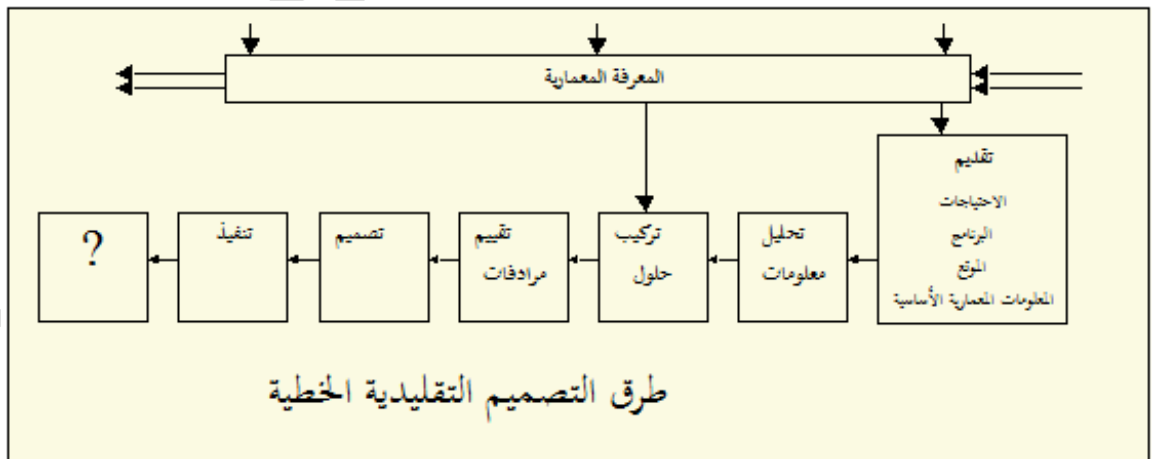 المعرفة المعمارية
تقديم
الاحتياجات
البرنامج
الموقع
المعلومات المعمارية الأساسية
تحليل
معلومات
تركيب
حلول
تقييم
مرادفات
تصميم
تنفيذ
?
طرق التصميم التقليدية الخطية